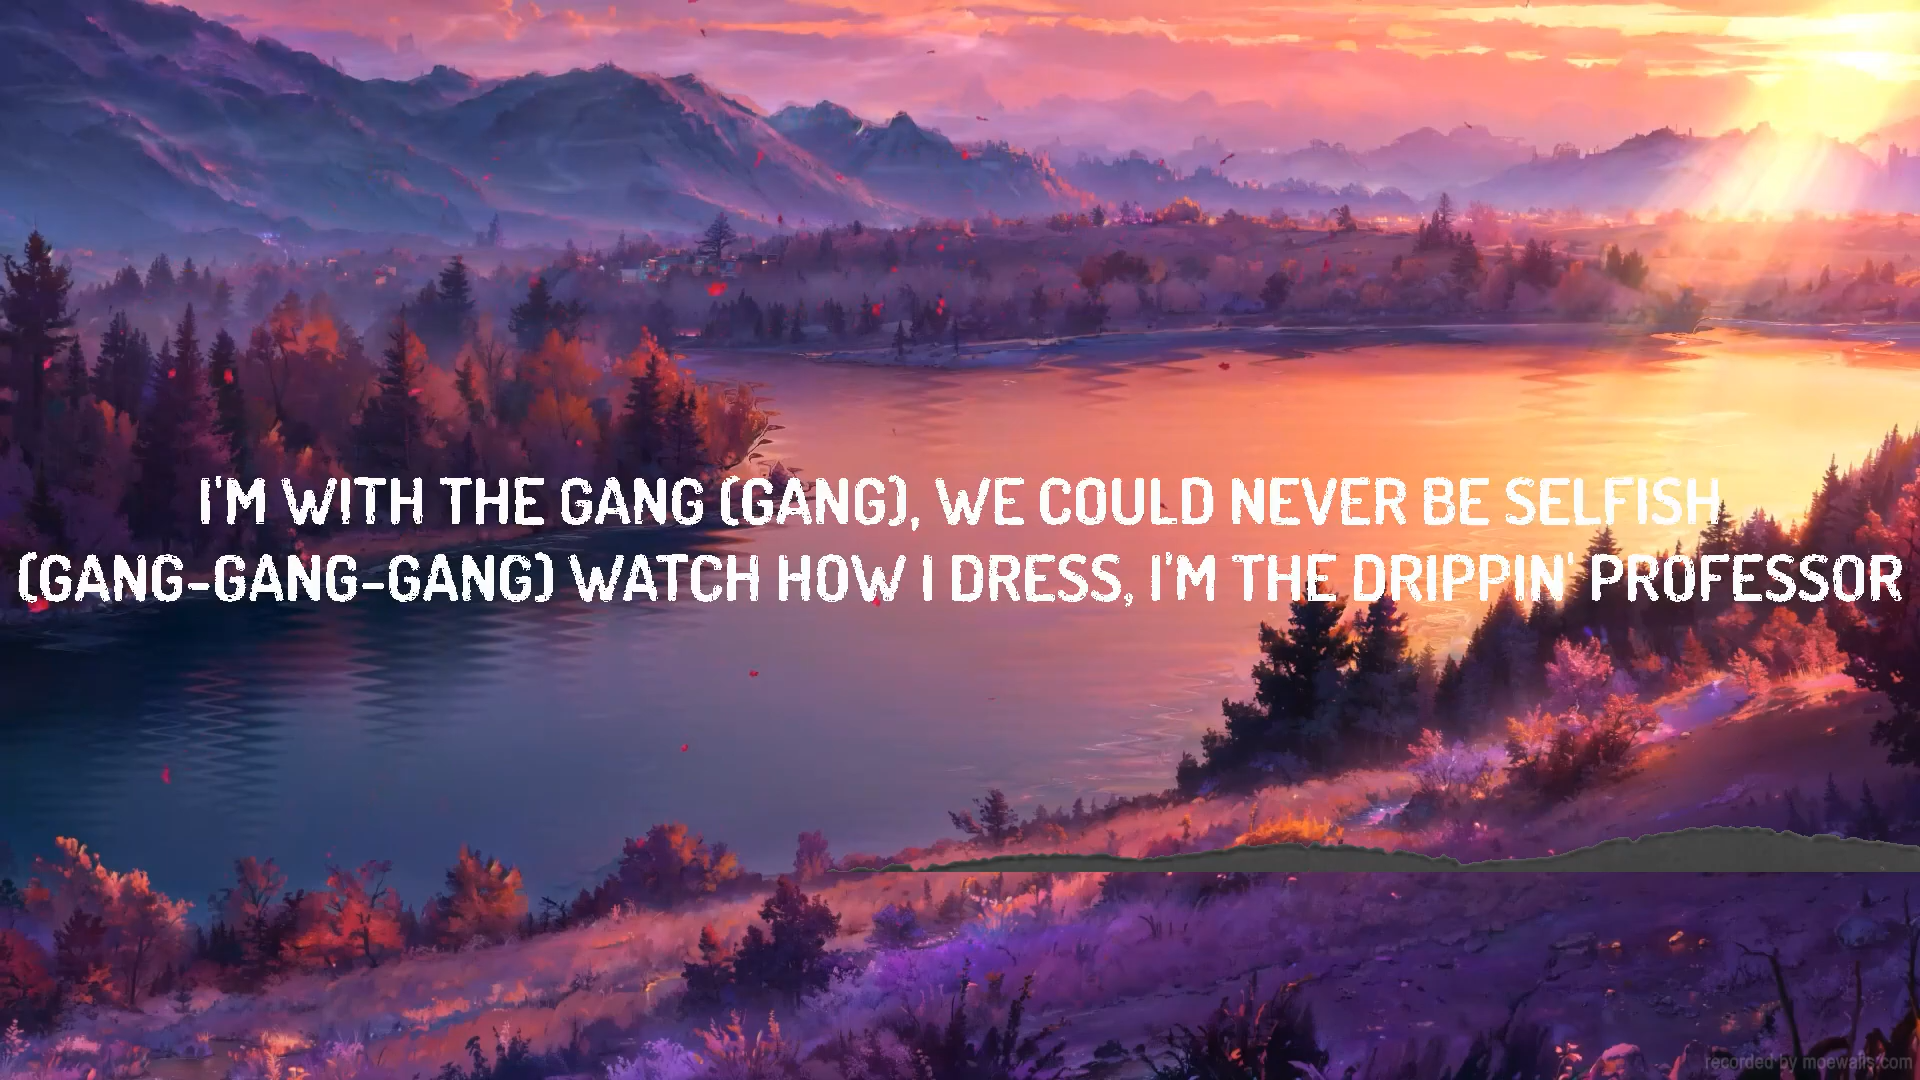 I'M WITH THE GANG (GANG), WE COULD NEVER BE SELFISH
(GANG-GANG-GANG) WATCH HOW I DRESS, I'M THE DRIPPIN' PROFESSOR
recorded by moewalls.com